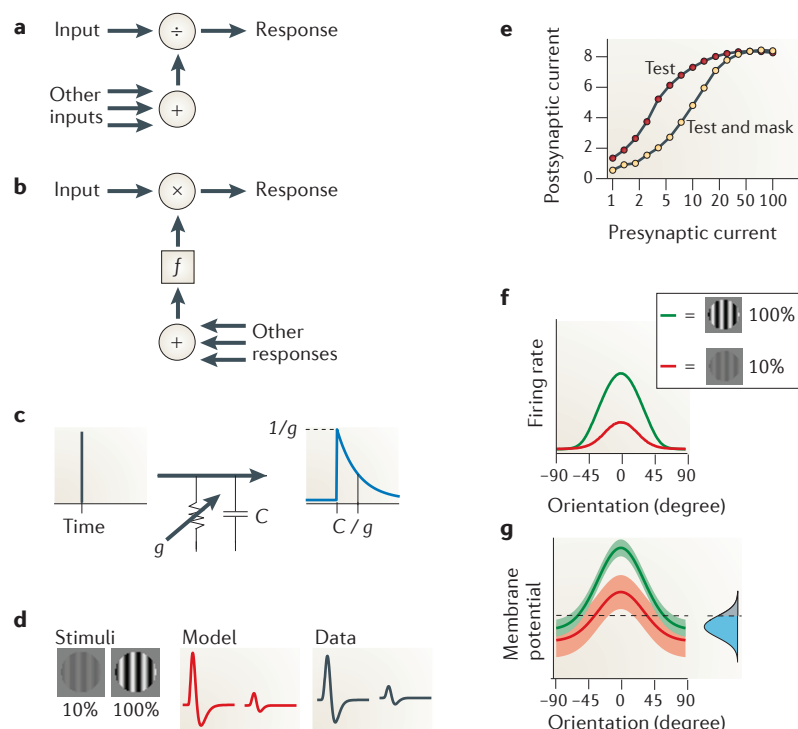 a
Input ÷ Response
Other
inputs
+
b
Input × Response
f
+
Other
responses
c
1/g
Time
g
C
C / g
d
Stimuli
Model
Data
10% 100%
e
Postsynaptic current
8
6
4
2
0
Test
Test and mask
1 2 5 10 20 50 100
Presynaptic current
f
= 100%
= 10%
Firing rate
–90 –45 0 45 90
Orientation (degree)
g
Membrane
potential
–90 –45 0 45 90
Orientation (degree)